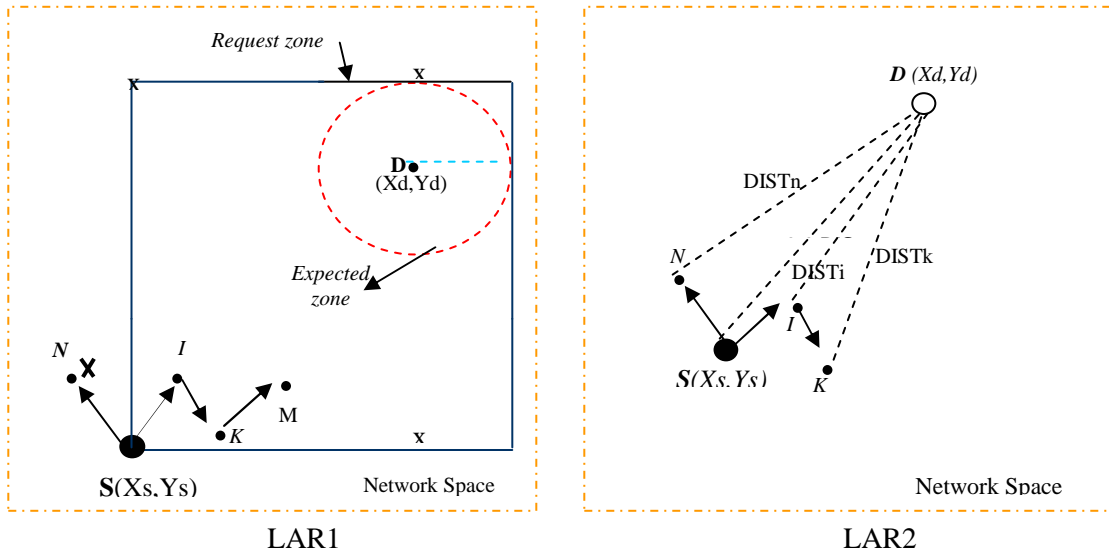 Request zone
x
x
D
(Xd,Yd)
Expected
zone
N
X
I
K
M
x
S(Xs,Ys)
Network Space
LAR1
D (Xd,Yd)
DISTn
N
DISTi
DISTk
I
S(Xs,Ys)
K
Network Space
LAR2